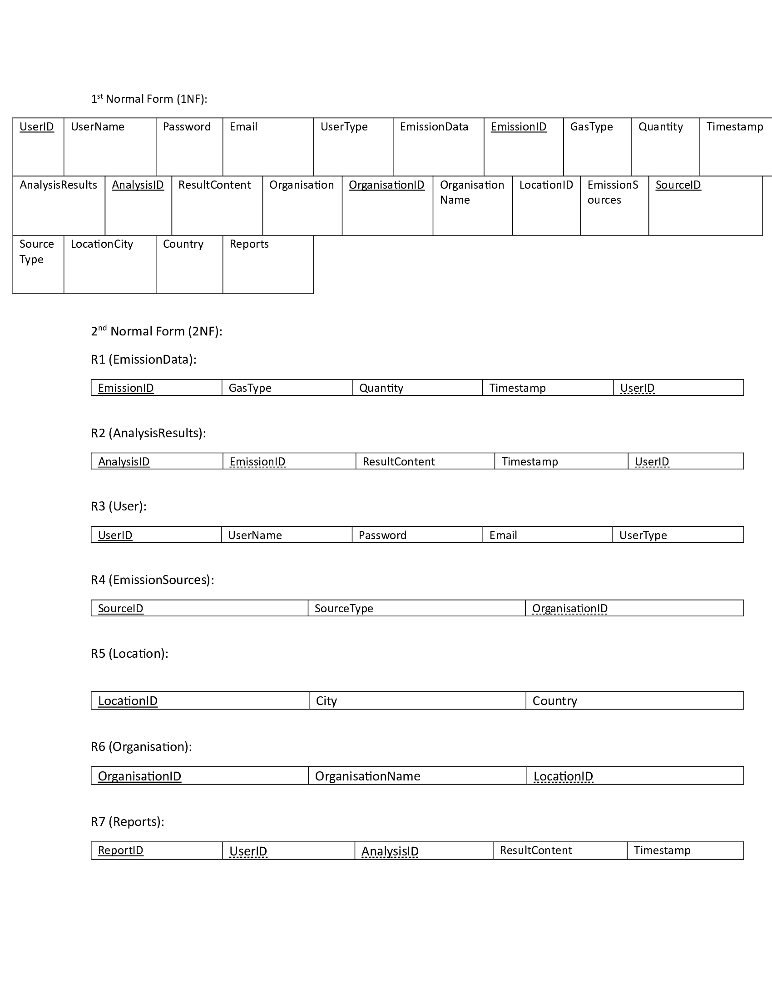 1st Normal Form (1NF):
UserID UserName Password Email UserType EmissionData EmissionID GasType Quantity Timestamp
AnalysisResults AnalysisID ResultContent Organisation OrganisationID Organisation LocationID EmissionS SourceID
Name ources
Source LocationCity Country Reports
Type
2nd Normal Form (2NF):
R1 (EmissionData):
EmissionID GasType Quantity Timestamp UserID
R2 (AnalysisResults):
AnalysisID EmissionID ResultContent Timestamp UserID
R3 (User):
UserID UserName Password Email UserType
R4 (EmissionSources):
SourceID SourceType OrganisationID
R5 (Location):
LocationID City Country
R6 (Organisation):
OrganisationID OrganisationName LocationID
R7 (Reports):
ReportID UserID AnalysisID ResultContent Timestamp